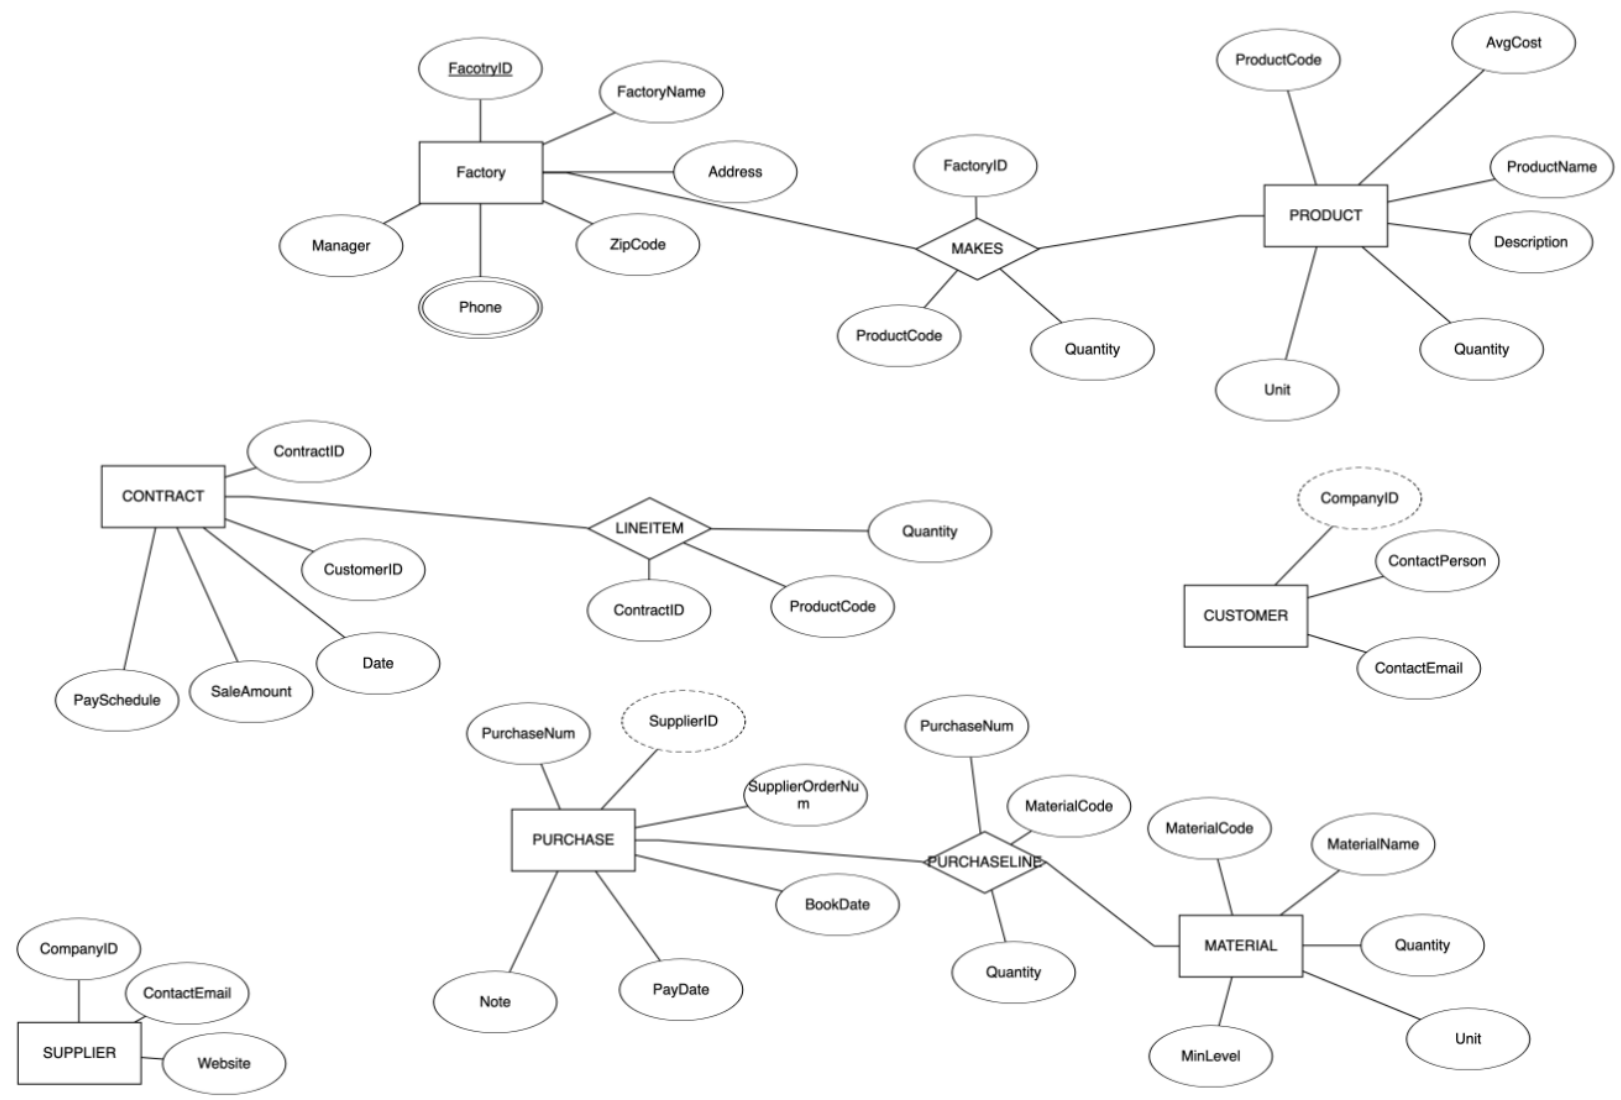 FacotryID
FactoryName
Factory
Address
Manager
ZipCode
Phone
FactoryID
MAKES
ProductCode
Quantity
ProductCode
AvgCost
ProductName
PRODUCT
Description
Quantity
Unit
ContractID
CONTRACT
CustomerID
Date
SaleAmount
PaySchedule
LINEITEM
Quantity
ContractID
ProductCode
CompanyID
ContactPerson
CUSTOMER
ContactEmail
PurchaseNum
SupplierID
SupplierOrderNu
m
PURCHASE
BookDate
PayDate
Note
PurchaseNum
MaterialCode
PURCHASELINE
Quantity
MaterialCode
MaterialName
MATERIAL
Quantity
Unit
MinLevel
CompanyID
ContactEmail
SUPPLIER
Website